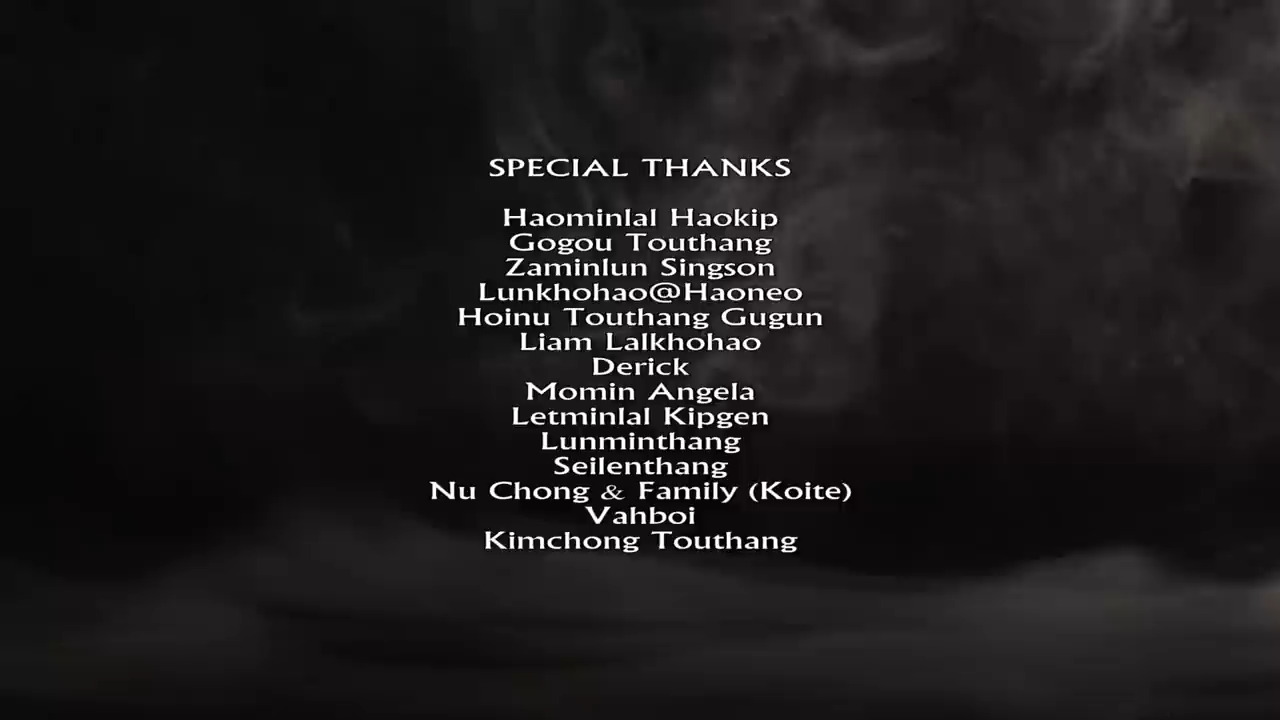 SPECIAL THANKS
Haominlal Haokip
Gogou Touthang
Zaminlun Singson
Lunkhohao@Haoneo
Hoinu Touthang Gugun
Liam Lalkhohao
Derick
Momin Angela
Letminlal Kipgen
Lunminthang
Seilenthang
Nu Chong & Family (Koite)
Vahboi
Kimchong Touthang